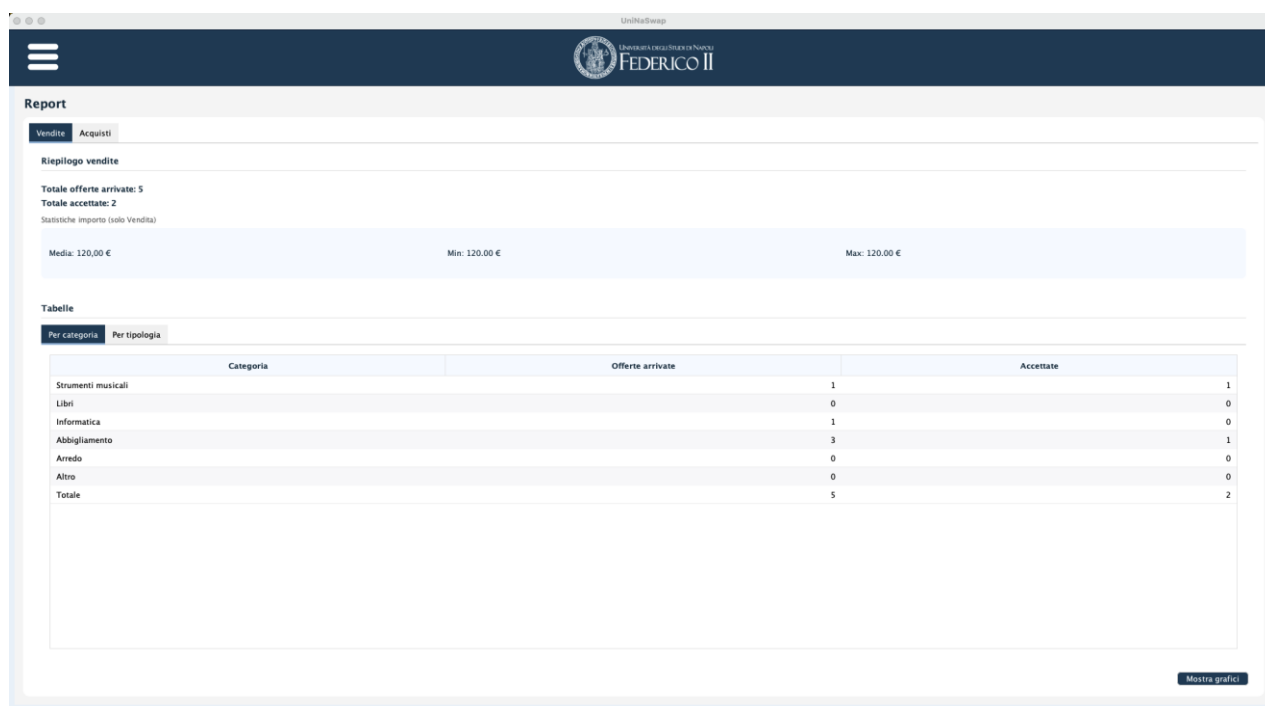 UniNaSwap
UNIVERSITÀ DEGLI STUDI DI NAPOLI
FEDERICO II
Report
Vendite Acquisti
Riepilogo vendite
Totale offerte arrivate: 5
Totale accettate: 2
Statistiche importo (solo Vendita)
Media: 120,00 € Min: 120.00 € Max: 120.00 €
Tabelle
Per categoria Per tipologia
Categoria Offerte arrivate Accettate
Strumenti musicali 1 1
Libri 0 0
Informatica 1 0
Abbigliamento 3 1
Arredo 0 0
Altro 0 0
Totale 5 2
Mostra grafici